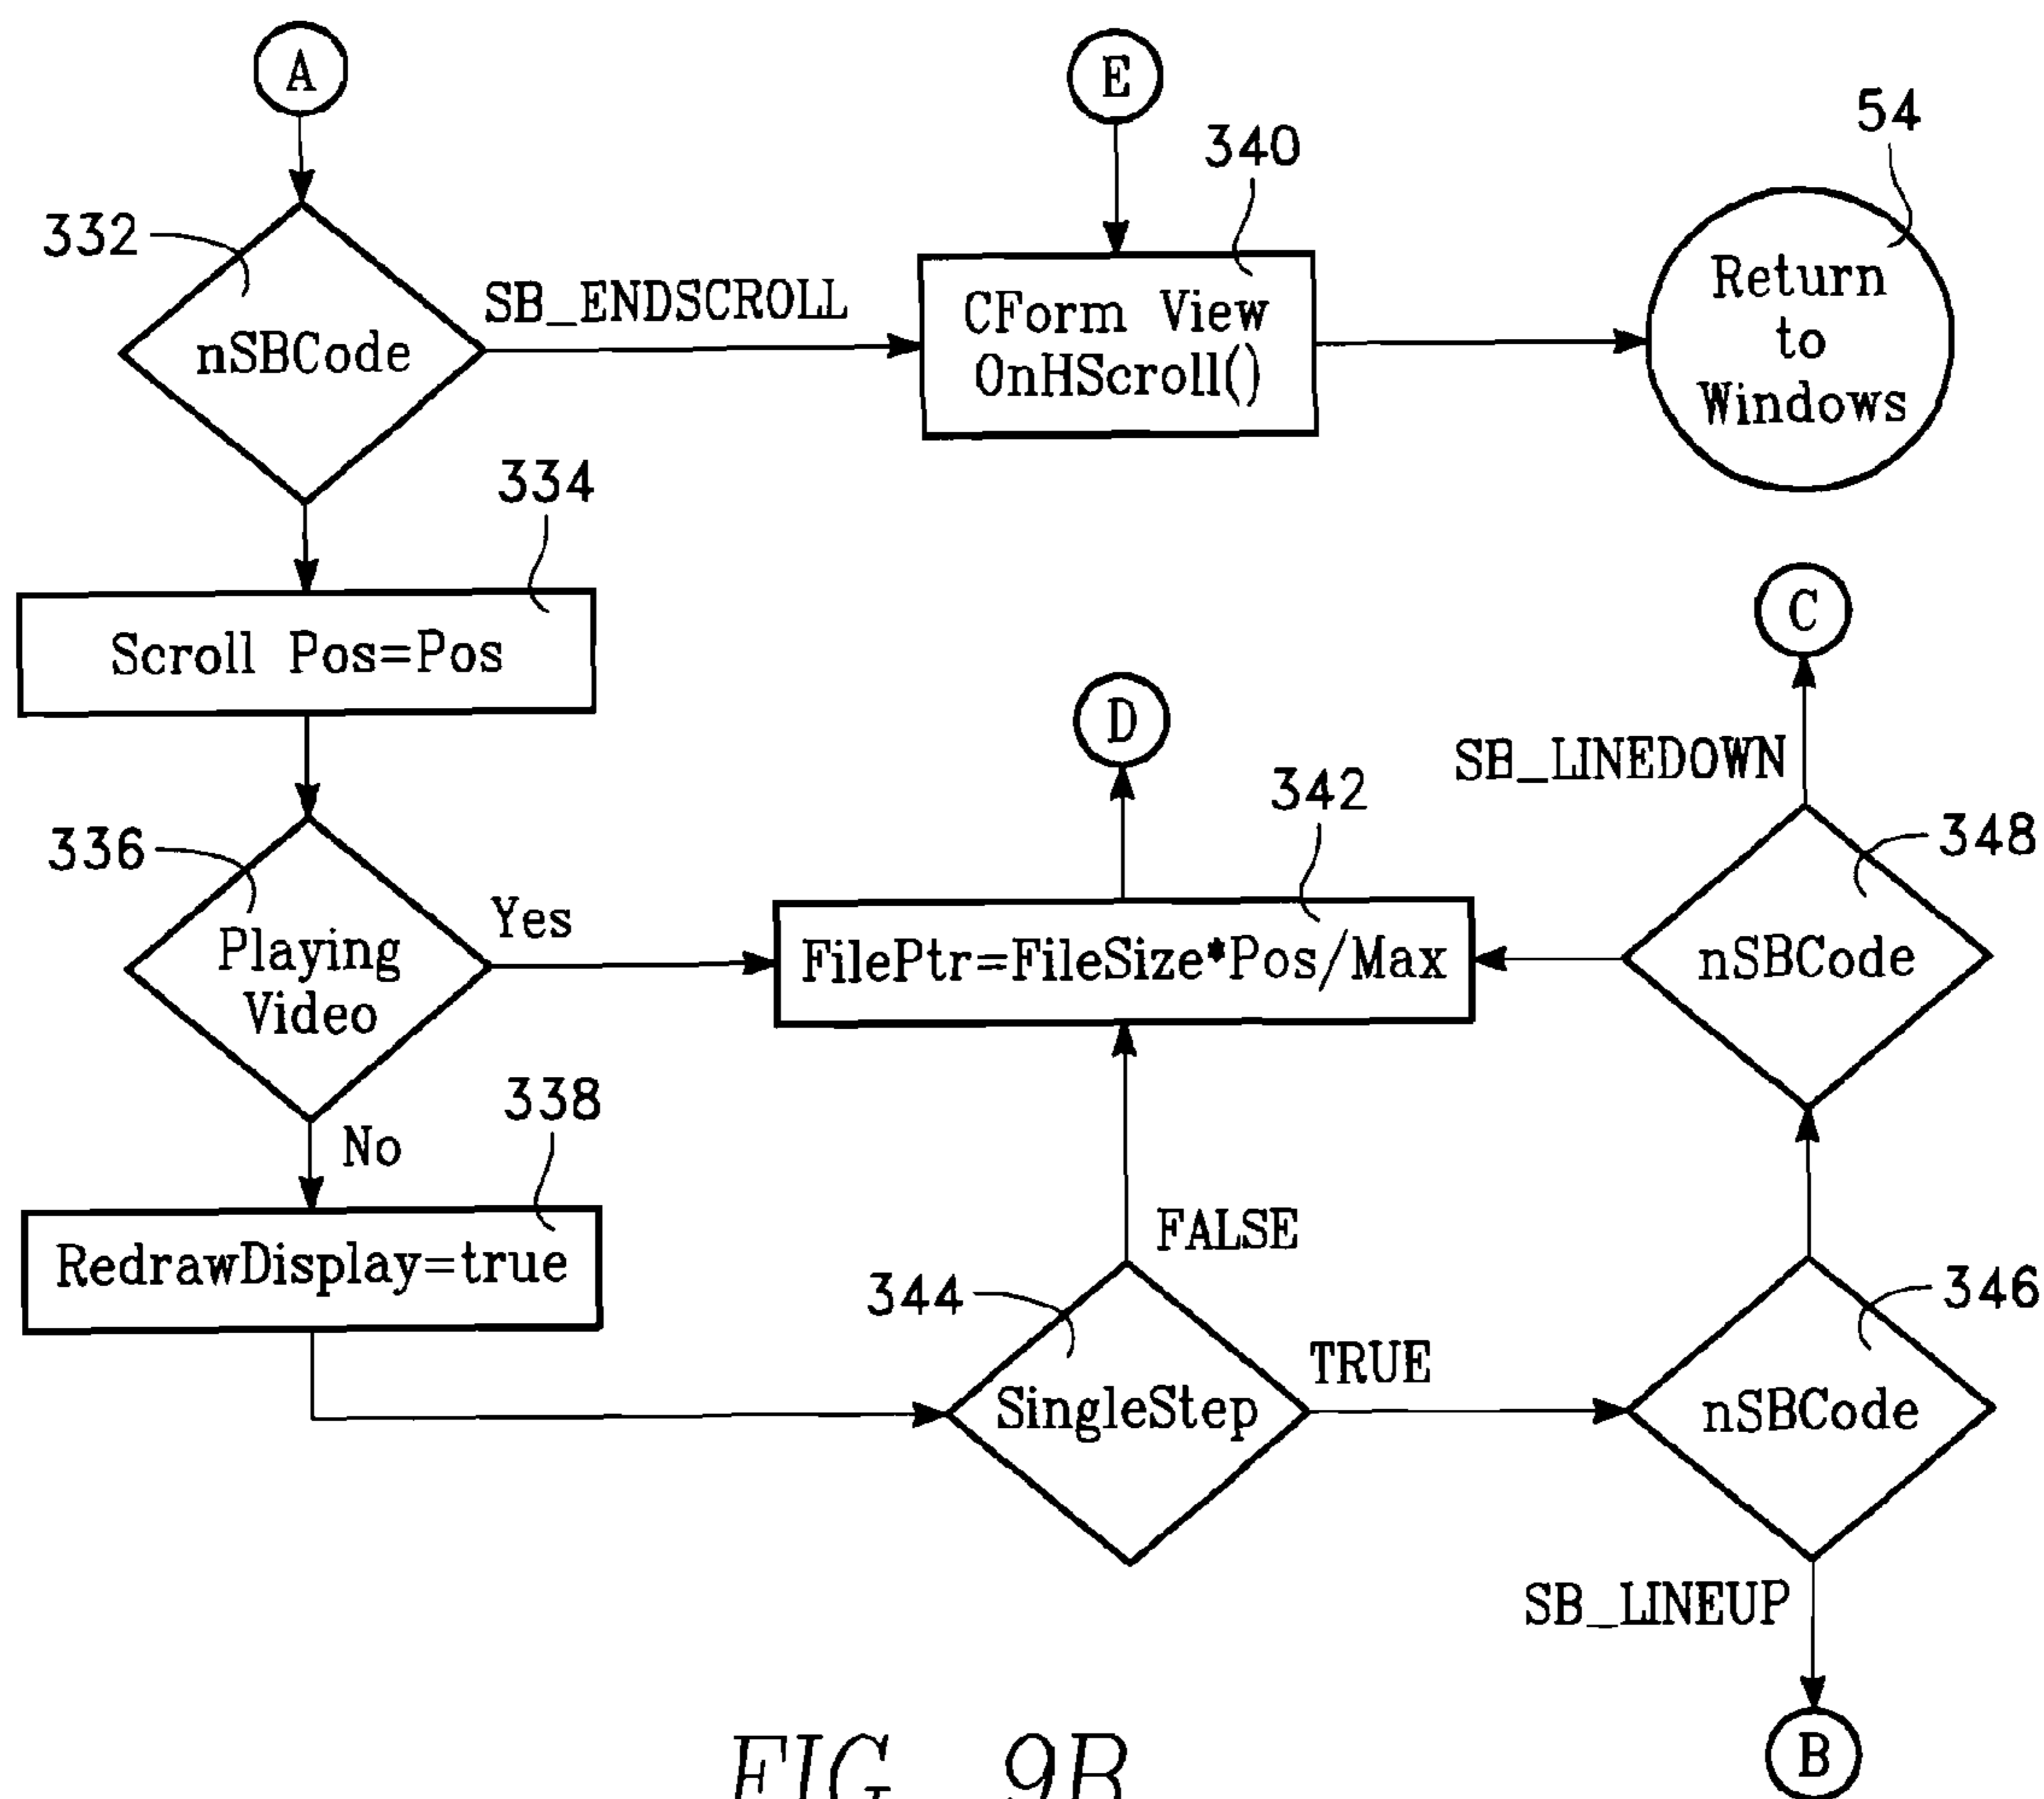 A
E
54
340
332
SB_ENDSCROLL
nSBCode
CForm View
OnHScroll()
Return
to
Windows
334
Scroll Pos=Pos
C
D
SB_LINEDOWN
342
336
348
Yes
Playing
Video
FilePtr=FileSize*Pos/Max
nSBCode
338
No
RedrawDisplay=true
FALSE
344
346
TRUE
SingleStep
nSBCode
SB_LINEUP
B
FIG. 9B